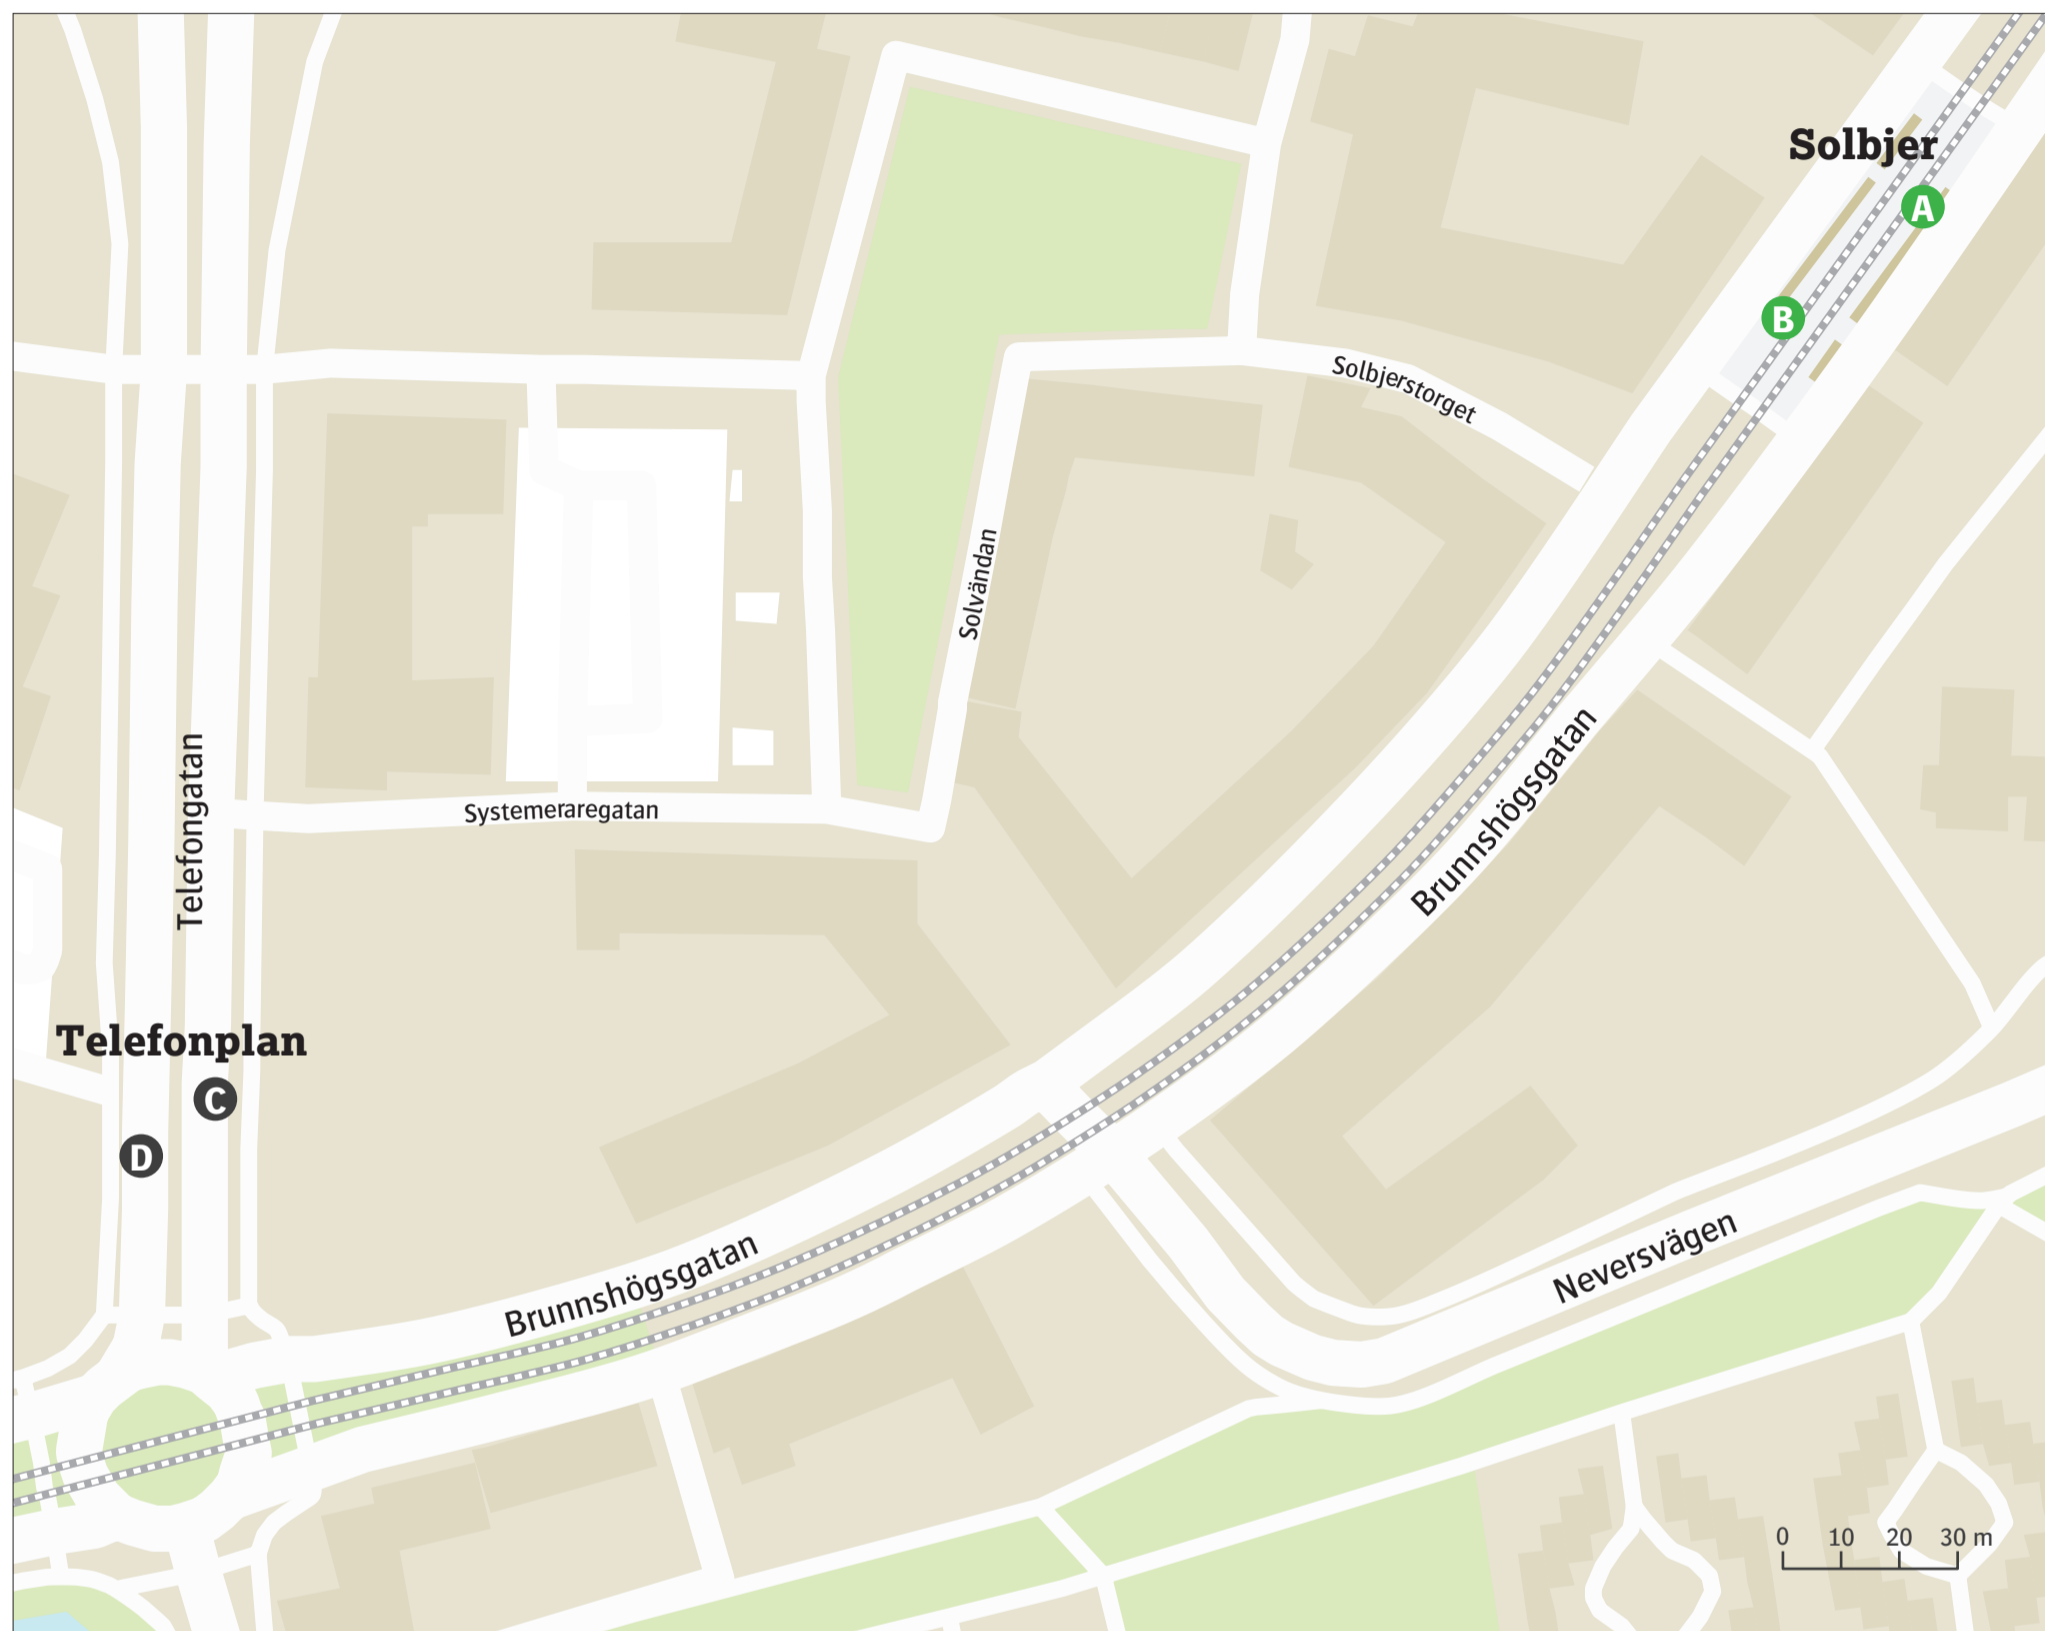 Solbjer
A
B
Solbjerstorget
Solvändan
Brunnshögsgatan
Telefongatan
Systemeraregatan
Telefonplan
C
D
Brunnshögsgatan
Neversvägen
0 10 20 30 m